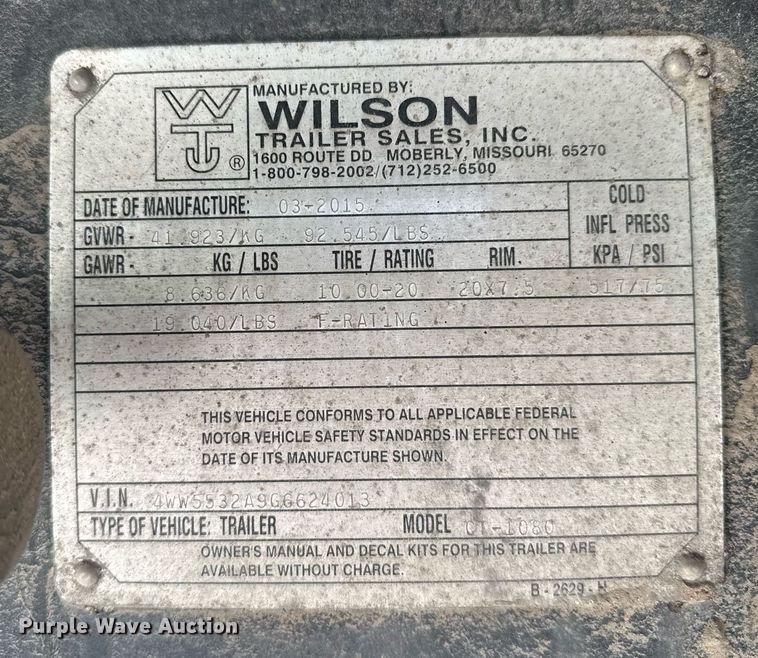 MANUFACTURED BY:
WILSON
TRAILER SALES, INC.
1600 ROUTE DD MOBERLY, MISSOURI 65270
1-800-798-2002/(712)252-6500
WTJ ®
DATE OF MANUFACTURE: 03-2015
COLD
INFL PRESS
KPA / PSI
GVWR - 41.923/KG 92.545/LBS
GAWR - KG / LBS TIRE / RATING RIM.
8.636/KG 10.00-20 20X7.5 517/75
19.040/LBS F-RATING
THIS VEHICLE CONFORMS TO ALL APPLICABLE FEDERAL
MOTOR VEHICLE SAFETY STANDARDS IN EFFECT ON THE
DATE OF ITS MANUFACTURE SHOWN.
V.I.N. 4WW5532A9GG624013
TYPE OF VEHICLE: TRAILER MODEL CT-1080
OWNER'S MANUAL AND DECAL KITS FOR THIS TRAILER ARE
AVAILABLE WITHOUT CHARGE.
B - 2629 - H
Purple Wave Auction